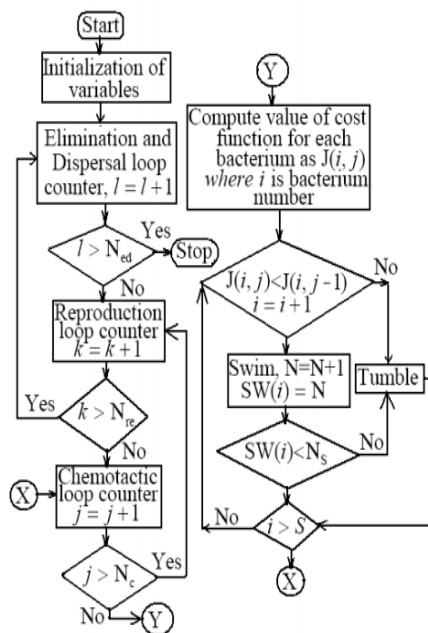 Start
Initialization of
variables
Elimination and
Dispersal loop
counter, l = l+1
l > N_ed
Yes
Stop
No
Reproduction
loop counter
k = k+1
Yes
k > N_re
No
X
Chemotactic
loop counter
j = j+1
Yes
j > N_c
No
Y
Y
Compute value of cost
function for each
bacterium as J(i, j)
where i is bacterium
number
J(i, j)<J(i, j−1)
i = i+1
No
Swim, N=N+1
SW(i) = N
Tumble
SW(i)<N_S
No
No
i > S
X